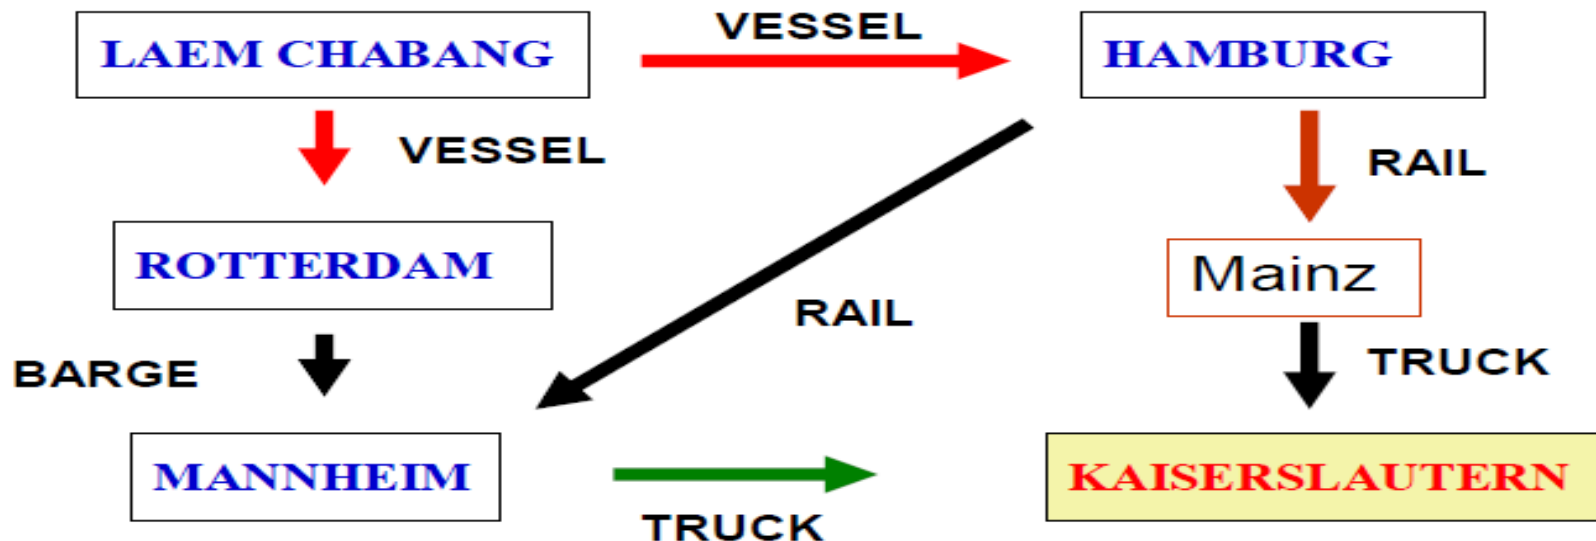 LAEM CHABANG
VESSEL
HAMBURG
VESSEL
RAIL
ROTTERDAM
Mainz
RAIL
BARGE
TRUCK
MANNHEIM
TRUCK
KAISERSLAUTERN